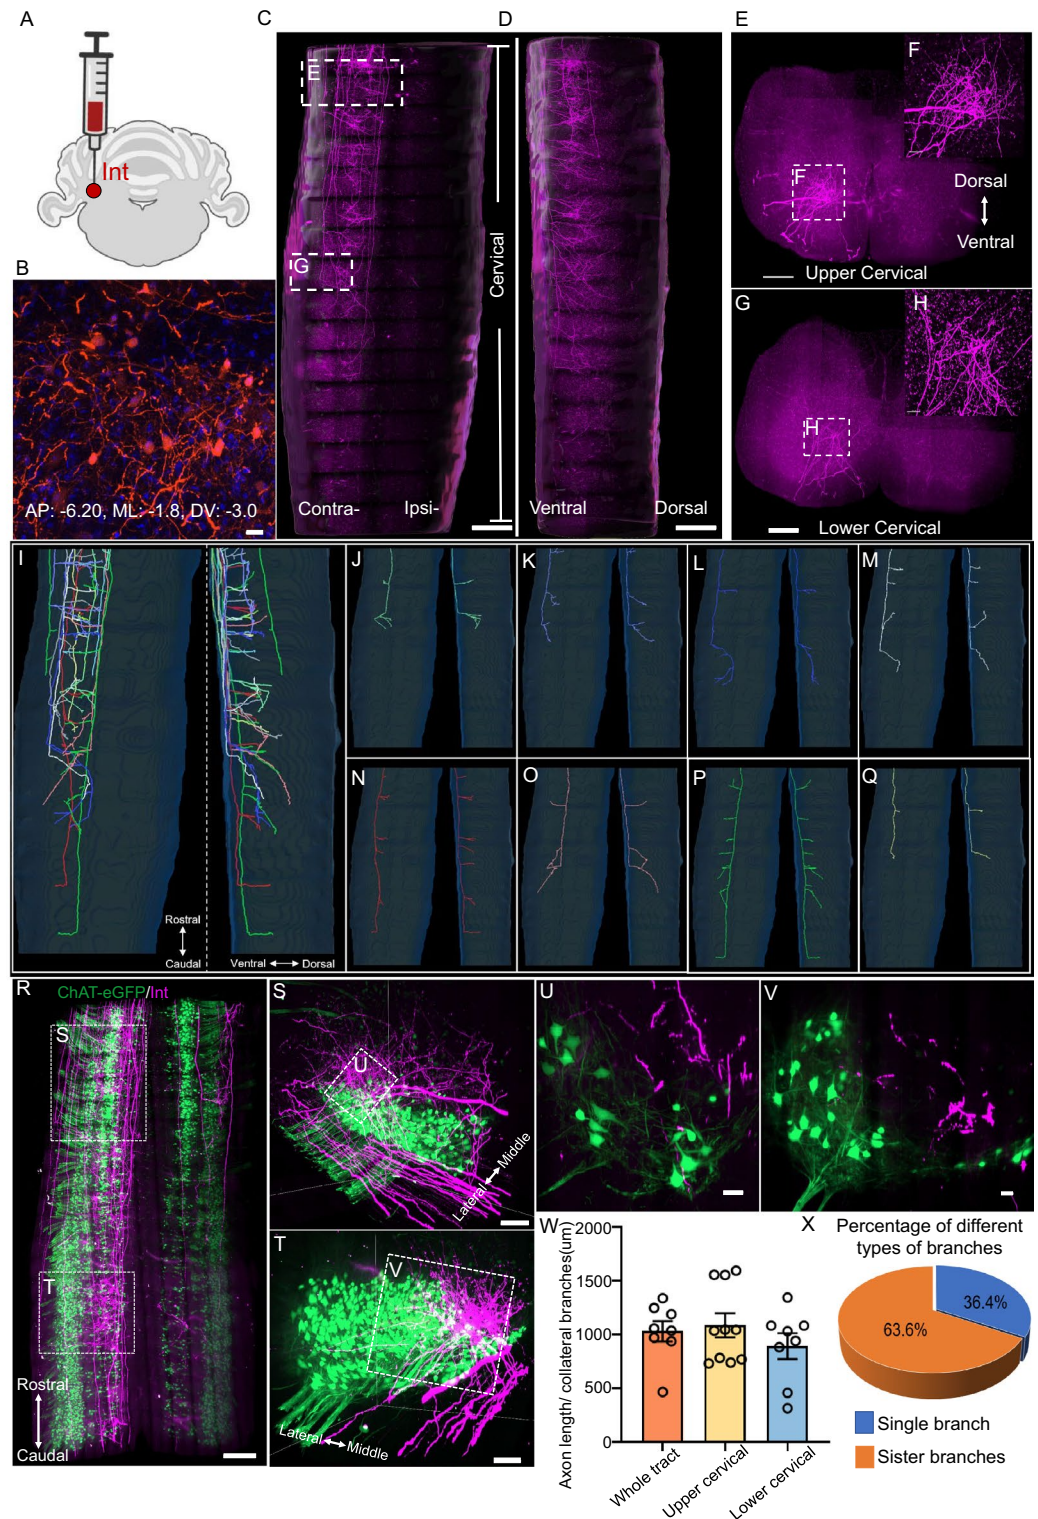 A
Int
B
AP: -6.20, ML: -1.8, DV: -3.0
C
D
E
G
Cervical
Contra-
Ipsi-
Ventral
Dorsal
E
F
F
Dorsal
Ventral
Upper Cervical
G
H
H
Lower Cervical
I
Rostral
Caudal
Ventral
Dorsal
J
K
L
M
N
O
P
Q
R
ChAT-eGFP/Int
S
T
Rostral
Caudal
S
U
Lateral
Middle
T
V
Lateral
Middle
U
V
W
Axon length/ collateral branches(um)
2000
1500
1000
500
0
Whole tract
Upper cervical
Lower cervical
X
Percentage of different
types of branches
36.4%
63.6%
Single branch
Sister branches